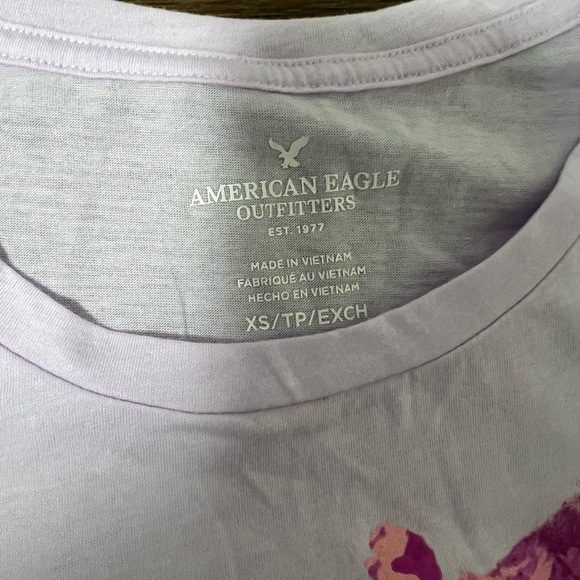 AMERICAN EAGLE
OUTFITTERS
EST. 1977
MADE IN VIETNAM
FABRIQUÉ AU VIETNAM
HECHO EN VIETNAM
XS/TP/EXCH